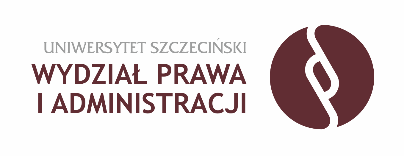 UNIWERSYTET SZCZECIŃSKI
WYDZIAŁ PRAWA
I ADMINISTRACJI